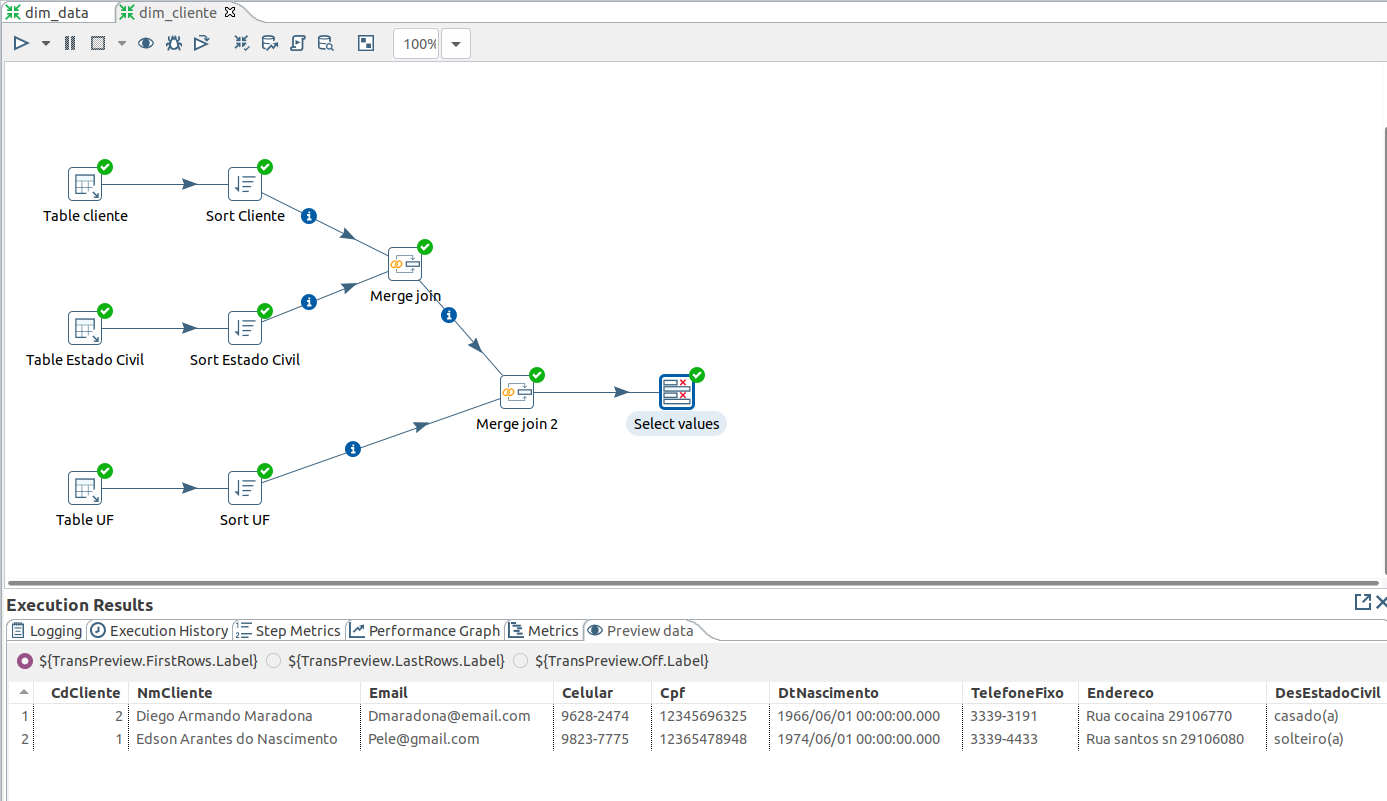 dim_data dim_cliente
100%
Table cliente Sort Cliente
Merge join
Table Estado Civil Sort Estado Civil
Merge join 2 Select values
Table UF Sort UF
Execution Results
Logging Execution History Step Metrics Performance Graph Metrics Preview data
${TransPreview.FirstRows.Label} ${TransPreview.LastRows.Label} ${TransPreview.Off.Label}
CdCliente NmCliente Email Celular Cpf DtNascimento TelefoneFixo Endereco DesEstadoCivil
1 2 Diego Armando Maradona Dmaradona@email.com 9628-2474 12345696325 1966/06/01 00:00:00.000 3339-3191 Rua cocaina 29106770 casado(a)
2 1 Edson Arantes do Nascimento Pele@gmail.com 9823-7775 12365478948 1974/06/01 00:00:00.000 3339-4433 Rua santos sn 29106080 solteiro(a)